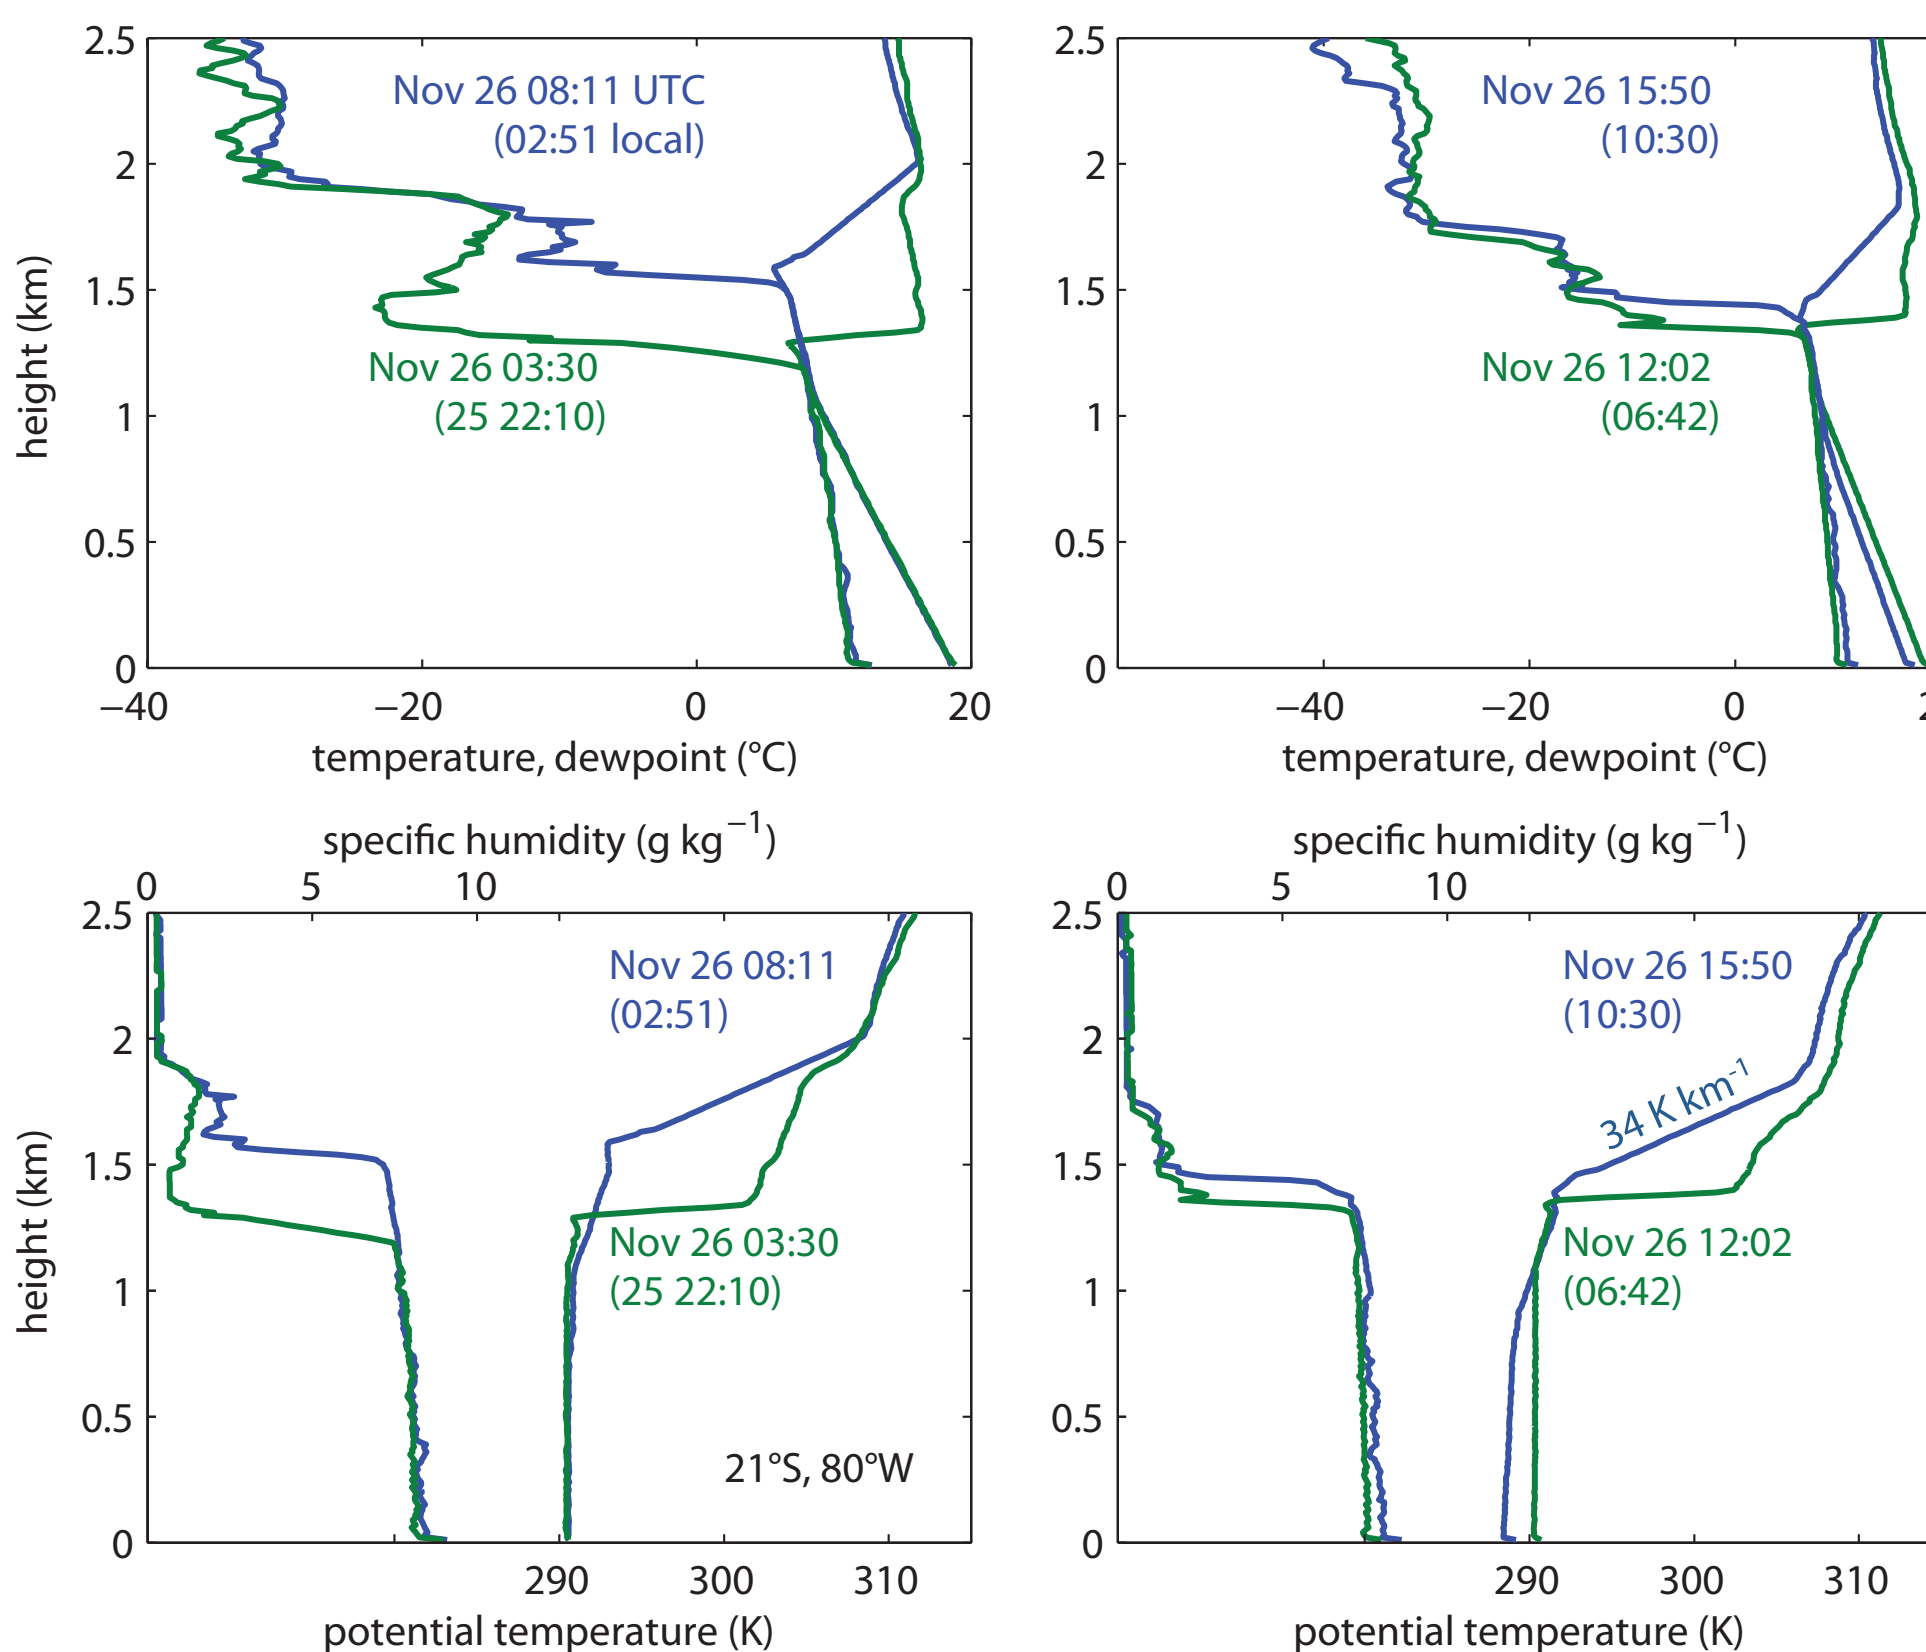 2.5
2
1.5
1
0.5
0
height (km)
Nov 26 08:11 UTC
(02:51 local)
Nov 26 03:30
(25 22:10)
−40
−20
0
20
temperature, dewpoint (°C)
2.5
2
1.5
1
0.5
0
Nov 26 15:50
(10:30)
Nov 26 12:02
(06:42)
−40
−20
0
temperature, dewpoint (°C)
specific humidity (g kg−1)
0
5
10
2.5
2
1.5
1
0.5
0
height (km)
Nov 26 08:11
(02:51)
Nov 26 03:30
(25 22:10)
21°S, 80°W
290
300
310
potential temperature (K)
specific humidity (g kg−1)
0
5
10
2.5
2
1.5
1
0.5
0
Nov 26 15:50
(10:30)
34 K km-1
Nov 26 12:02
(06:42)
290
300
310
potential temperature (K)